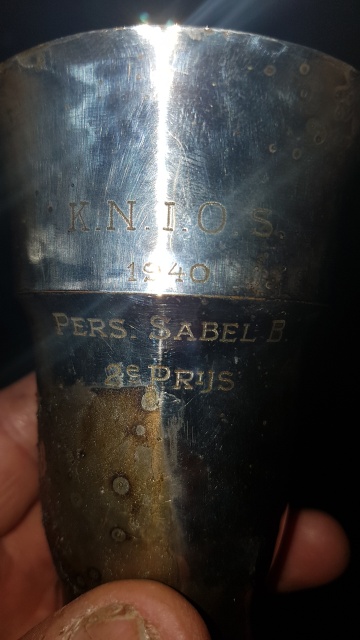 K.N.I.O S.
1940
PERS. SABEL B
2e PRIJS